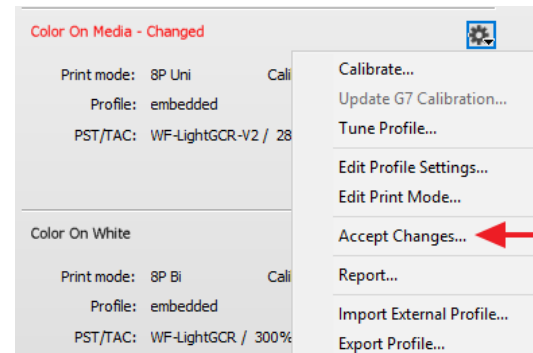 Color On Media - Changed
Print mode: 8P Uni Cali
Profile: embedded
PST/TAC: WF-LightGCR-V2 / 28
Color On White
Print mode: 8P Bi Cali
Profile: embedded
PST/TAC: WF-LightGCR / 300%
Calibrate...
Update G7 Calibration...
Tune Profile...
Edit Profile Settings...
Edit Print Mode...
Accept Changes...
Report...
Import External Profile...
Export Profile...